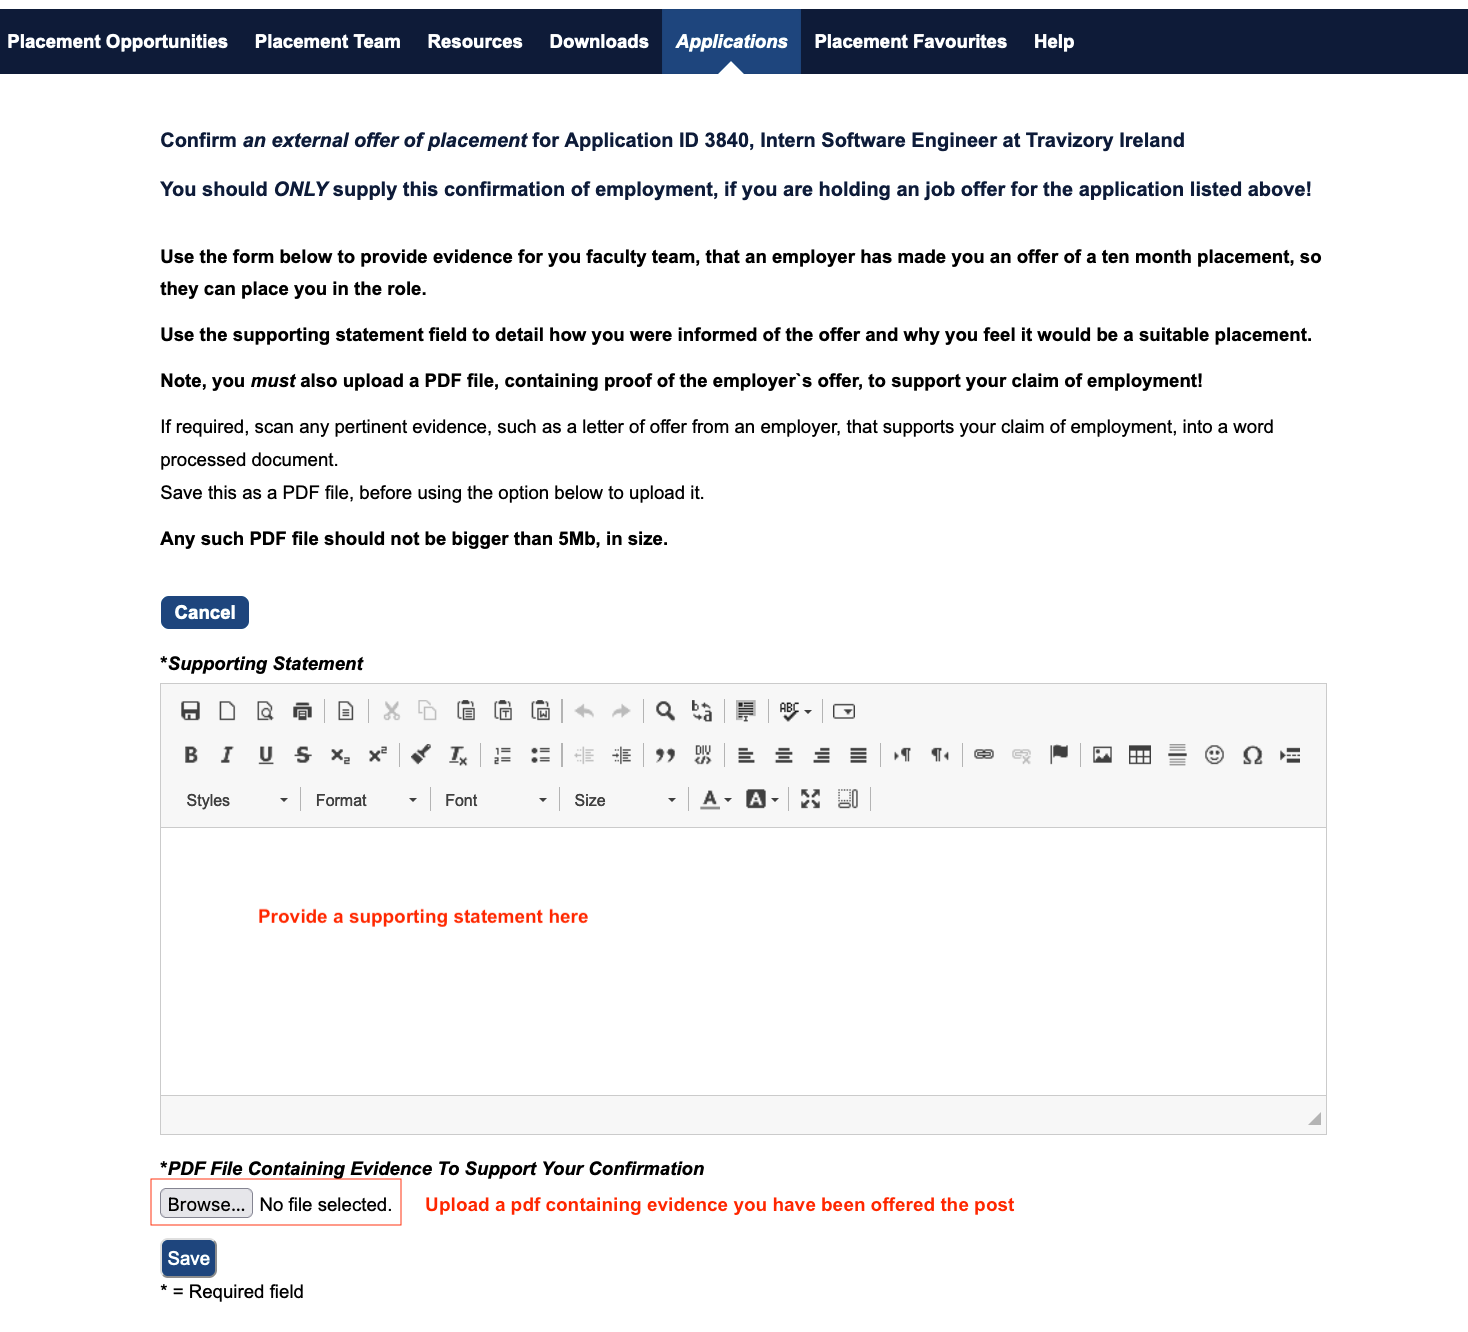 Placement Opportunities Placement Team Resources Downloads Applications Placement Favourites Help
Confirm an external offer of placement for Application ID 3840, Intern Software Engineer at Travizory Ireland
You should ONLY supply this confirmation of employment, if you are holding an job offer for the application listed above!
Use the form below to provide evidence for you faculty team, that an employer has made you an offer of a ten month placement, so
they can place you in the role.
Use the supporting statement field to detail how you were informed of the offer and why you feel it would be a suitable placement.
Note, you must also upload a PDF file, containing proof of the employer`s offer, to support your claim of employment!
If required, scan any pertinent evidence, such as a letter of offer from an employer, that supports your claim of employment, into a word
processed document.
Save this as a PDF file, before using the option below to upload it.
Any such PDF file should not be bigger than 5Mb, in size.
Cancel
*Supporting Statement
Styles Format Font Size
Provide a supporting statement here
*PDF File Containing Evidence To Support Your Confirmation
Browse... No file selected. Upload a pdf containing evidence you have been offered the post
Save
* = Required field